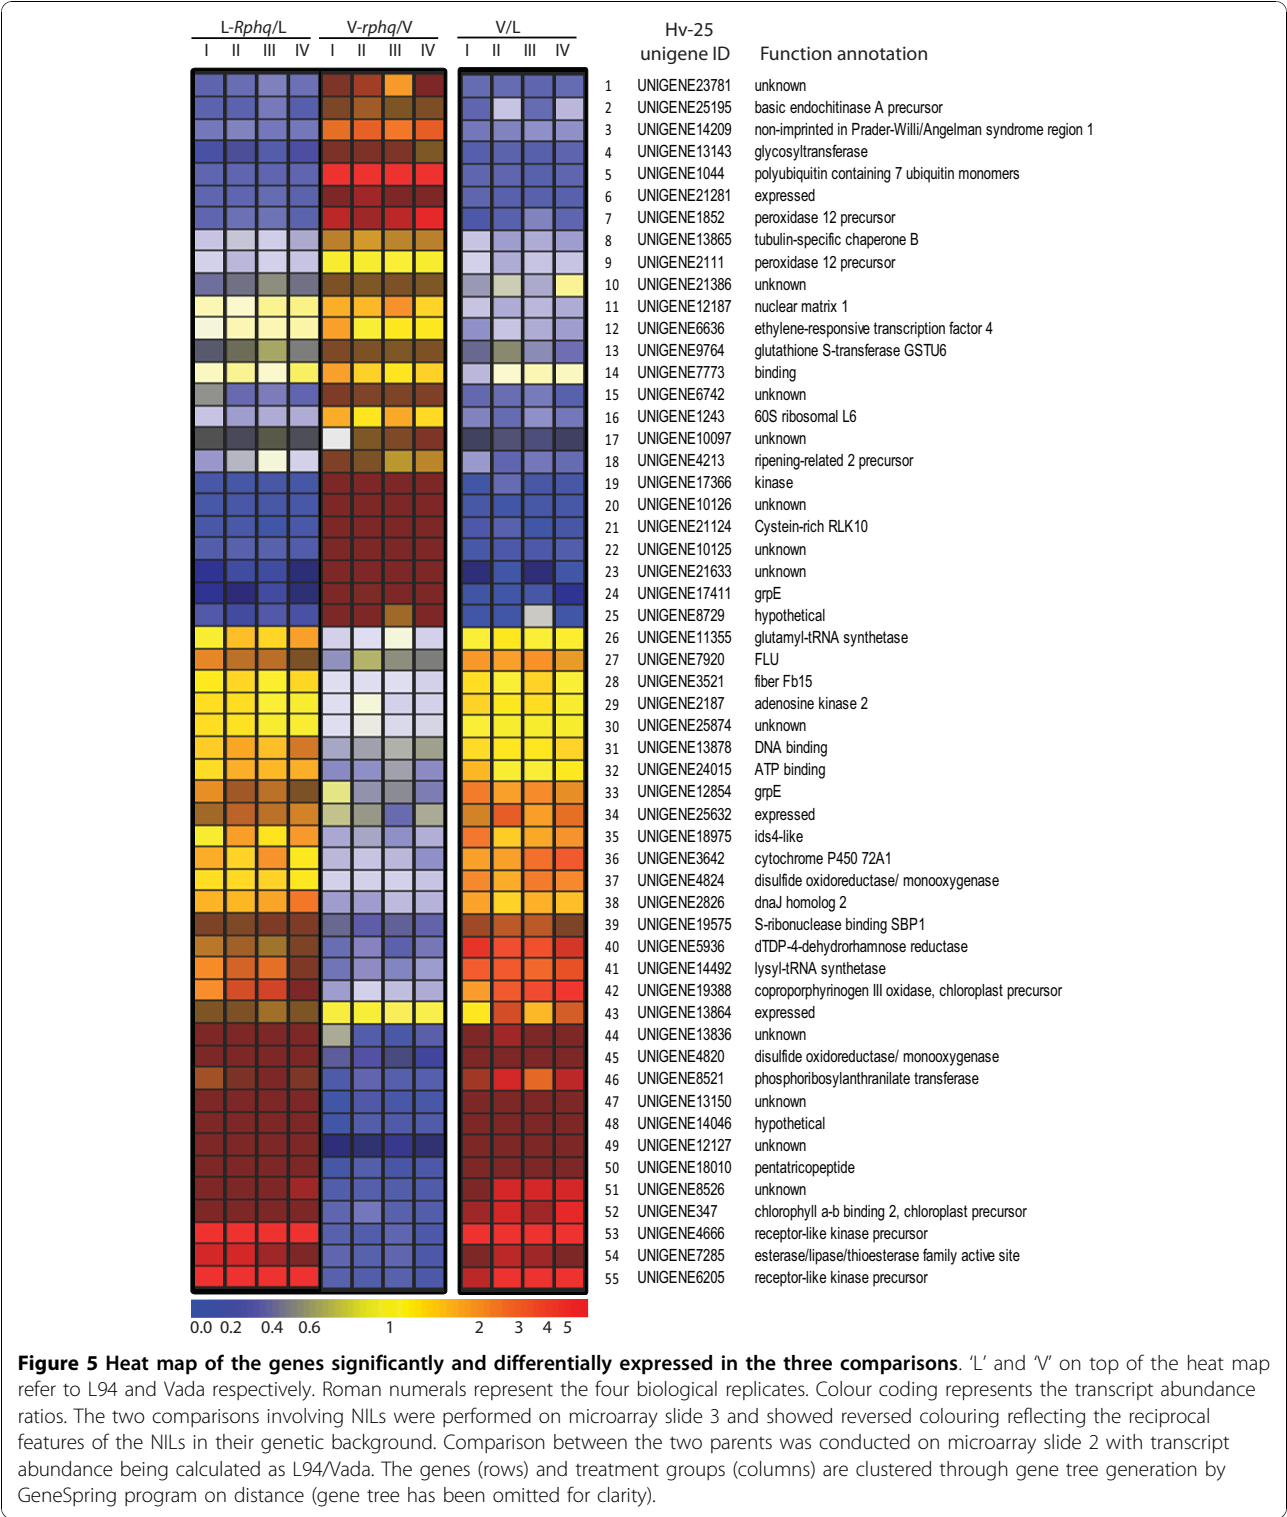 L-Rphq/L V-rphq/V V/L
I II III IV I II III IV I II III IV
Hv-25
unigene ID Function annotation
1 UNIGENE23781 unknown
2 UNIGENE25195 basic endochitinase A precursor
3 UNIGENE14209 non-imprinted in Prader-Willi/Angelman syndrome region 1
4 UNIGENE13143 glycosyltransferase
5 UNIGENE1044 polyubiquitin containing 7 ubiquitin monomers
6 UNIGENE21281 expressed
7 UNIGENE1852 peroxidase 12 precursor
8 UNIGENE13865 tubulin-specific chaperone B
9 UNIGENE2111 peroxidase 12 precursor
10 UNIGENE21386 unknown
11 UNIGENE12187 nuclear matrix 1
12 UNIGENE6636 ethylene-responsive transcription factor 4
13 UNIGENE9764 glutathione S-transferase GSTU6
14 UNIGENE7773 binding
15 UNIGENE6742 unknown
16 UNIGENE1243 60S ribosomal L6
17 UNIGENE10097 unknown
18 UNIGENE4213 ripening-related 2 precursor
19 UNIGENE17366 kinase
20 UNIGENE10126 unknown
21 UNIGENE21124 Cystein-rich RLK10
22 UNIGENE10125 unknown
23 UNIGENE21633 unknown
24 UNIGENE17411 grpE
25 UNIGENE8729 hypothetical
26 UNIGENE11355 glutamyl-tRNA synthetase
27 UNIGENE7920 FLU
28 UNIGENE3521 fiber Fb15
29 UNIGENE2187 adenosine kinase 2
30 UNIGENE25874 unknown
31 UNIGENE13878 DNA binding
32 UNIGENE24015 ATP binding
33 UNIGENE12854 grpE
34 UNIGENE25632 expressed
35 UNIGENE18975 ids4-like
36 UNIGENE3642 cytochrome P450 72A1
37 UNIGENE4824 disulfide oxidoreductase/ monooxygenase
38 UNIGENE2826 dnaJ homolog 2
39 UNIGENE19575 S-ribonuclease binding SBP1
40 UNIGENE5936 dTDP-4-dehydrorhamnose reductase
41 UNIGENE14492 lysyl-tRNA synthetase
42 UNIGENE19388 coproporphyrinogen III oxidase, chloroplast precursor
43 UNIGENE13864 expressed
44 UNIGENE13836 unknown
45 UNIGENE4820 disulfide oxidoreductase/ monooxygenase
46 UNIGENE8521 phosphoribosylanthranilate transferase
47 UNIGENE13150 unknown
48 UNIGENE14046 hypothetical
49 UNIGENE12127 unknown
50 UNIGENE18010 pentatricopeptide
51 UNIGENE8526 unknown
52 UNIGENE347 chlorophyll a-b binding 2, chloroplast precursor
53 UNIGENE4666 receptor-like kinase precursor
54 UNIGENE7285 esterase/lipase/thioesterase family active site
55 UNIGENE6205 receptor-like kinase precursor
0.0 0.2 0.4 0.6 1 2 3 4 5
Figure 5 Heat map of the genes significantly and differentially expressed in the three comparisons. ‘L’ and ‘V’ on top of the heat map
refer to L94 and Vada respectively. Roman numerals represent the four biological replicates. Colour coding represents the transcript abundance
ratios. The two comparisons involving NILs were performed on microarray slide 3 and showed reversed colouring reflecting the reciprocal
features of the NILs in their genetic background. Comparison between the two parents was conducted on microarray slide 2 with transcript
abundance being calculated as L94/Vada. The genes (rows) and treatment groups (columns) are clustered through gene tree generation by
GeneSpring program on distance (gene tree has been omitted for clarity).